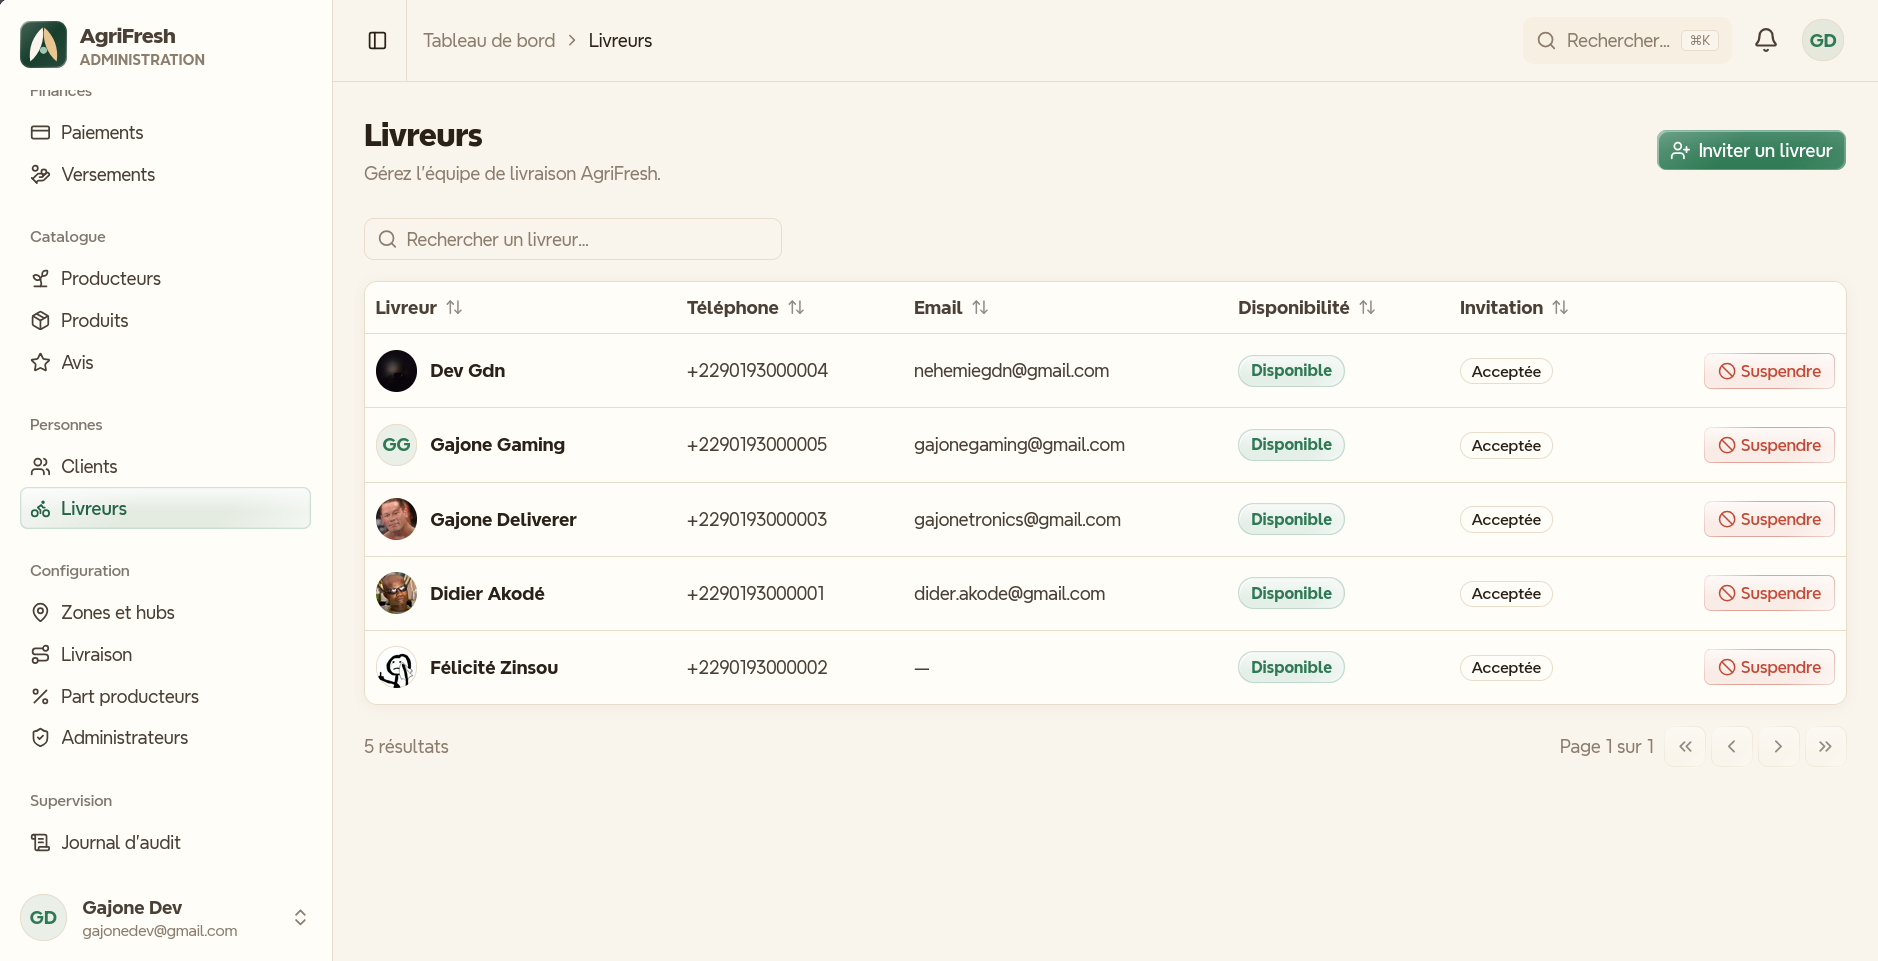 AgriFresh
ADMINISTRATION
Finances
Paiements
Versements
Catalogue
Producteurs
Produits
Avis
Personnes
Clients
Livreurs
Configuration
Zones et hubs
Livraison
Part producteurs
Administrateurs
Supervision
Journal d'audit
GD
Gajone Dev
gajonedev@gmail.com
Tableau de bord > Livreurs
Rechercher... ⌘K
GD
Livreurs
Gérez l'équipe de livraison AgriFresh.
Inviter un livreur
Rechercher un livreur...
Livreur Téléphone Email Disponibilité Invitation
Dev Gdn +2290193000004 nehemiegdn@gmail.com Disponible Acceptée Suspendre
GG Gajone Gaming +2290193000005 gajonegaming@gmail.com Disponible Acceptée Suspendre
Gajone Deliverer +2290193000003 gajonetronics@gmail.com Disponible Acceptée Suspendre
Didier Akodé +2290193000001 dider.akode@gmail.com Disponible Acceptée Suspendre
Félicité Zinsou +2290193000002 — Disponible Acceptée Suspendre
5 résultats
Page 1 sur 1